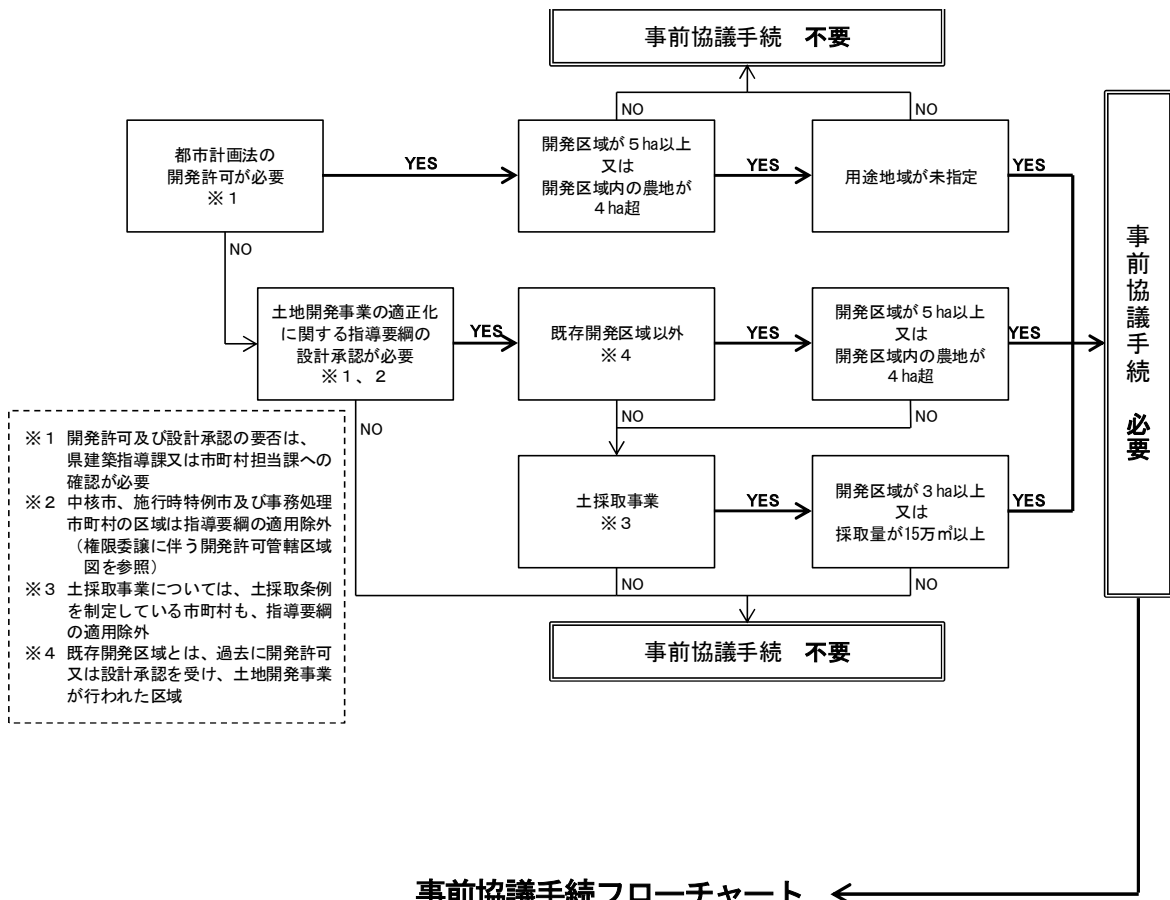 事前協議手続　不要
NO
NO
都市計画法の
開発許可が必要
※１
YES
開発区域が５ha以上
又は
開発区域内の農地が
４ha超
YES
用途地域が未指定
YES
NO
土地開発事業の適正化
に関する指導要綱の
設計承認が必要
※１、２
YES
既存開発区域以外
※４
YES
開発区域が５ha以上
又は
開発区域内の農地が
４ha超
YES
NO
NO
NO
土採取事業
※３
YES
開発区域が３ha以上
又は
採取量が15万㎥以上
YES
NO
NO
事前協議手続　不要
事前協議手続　必要
※１ 開発許可及び設計承認の要否は、
県建築指導課又は市町村担当課への
確認が必要
※２ 中核市、施行時特例市及び事務処理
市町村の区域は指導要綱の適用除外
（権限委譲に伴う開発許可管轄区域
図を参照）
※３ 土採取事業については、土採取条例
を制定している市町村も、指導要綱
の適用除外
※４ 既存開発区域とは、過去に開発許可
又は設計承認を受け、土地開発事業
が行われた区域
事前協議手続フローチャート